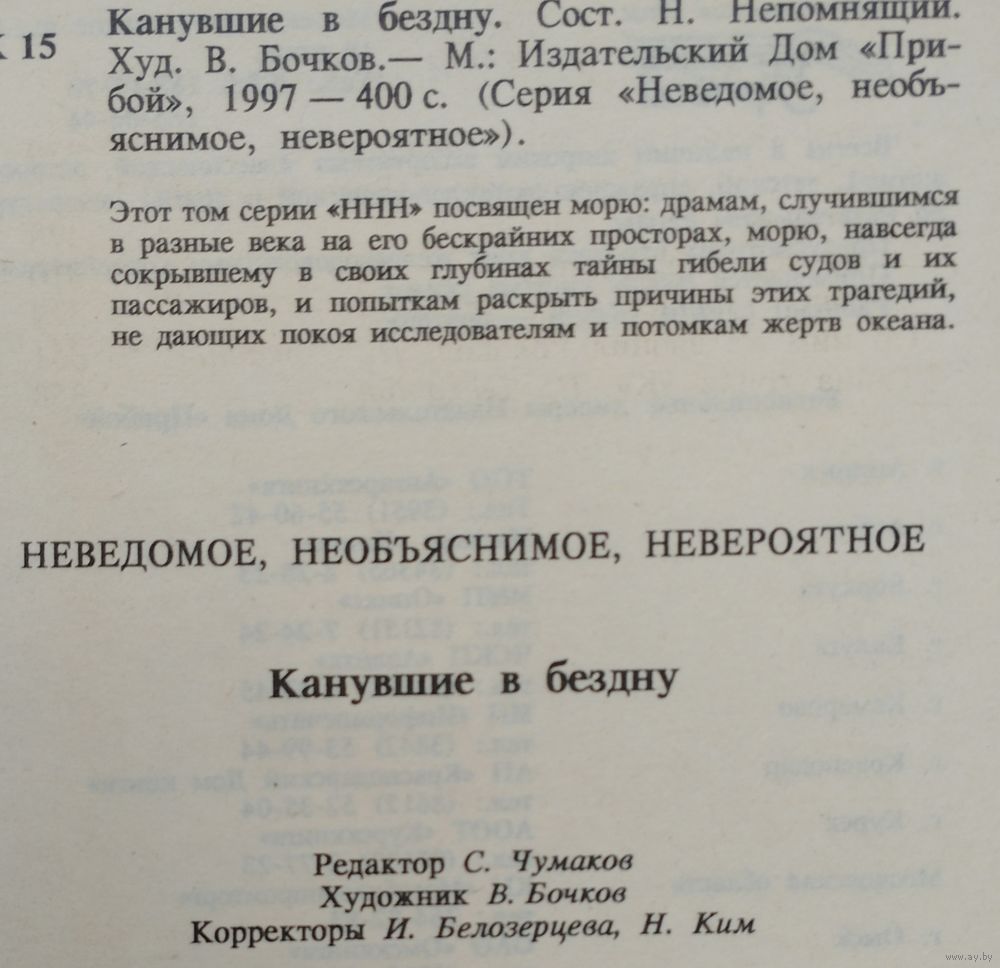 Канувшие в бездну. Сост. Н. Непомнящий.
К 15 Худ. В. Бочков.— М.: Издательский Дом «При-
бой», 1997 — 400 с. (Серия «Неведомое, необъ-
яснимое, невероятное»).
Этот том серии «ННН» посвящен морю: драмам, случившимся
в разные века на его бескрайних просторах, морю, навсегда
сокрывшему в своих глубинах тайны гибели судов и их
пассажиров, и попыткам раскрыть причины этих трагедий,
не дающих покоя исследователям и потомкам жертв океана.
НЕВЕДОМОЕ, НЕОБЪЯСНИМОЕ, НЕВЕРОЯТНОЕ
Канувшие в бездну
Редактор С. Чумаков
Художник В. Бочков
Корректоры И. Белозерцева, Н. Ким
www.ay.by